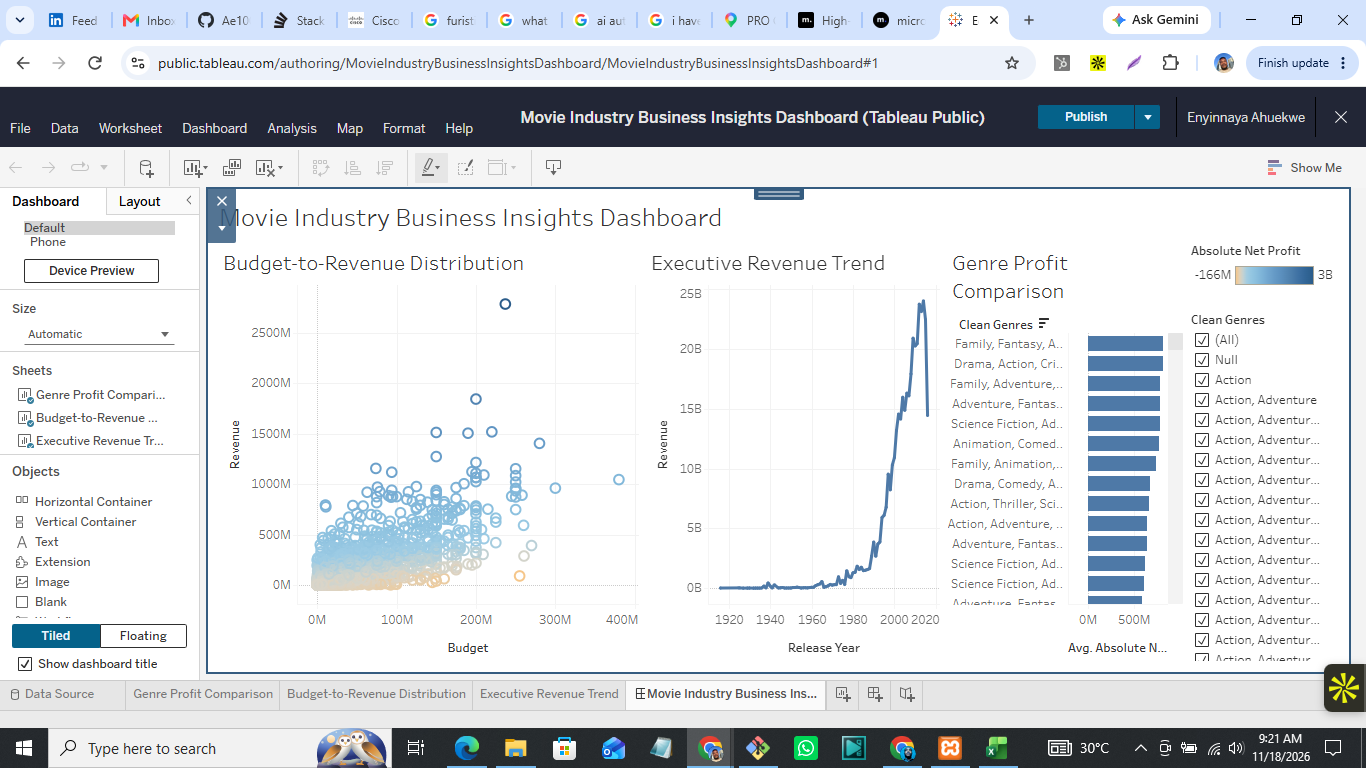 Feed
Inbox
Ae10
Stack
Cisco
furist
what
ai aut
i have
PRO
High-
micro
E
Ask Gemini
public.tableau.com/authoring/MovieIndustryBusinessInsightsDashboard/MovieIndustryBusinessInsightsDashboard#1
Finish update
File Data Worksheet Dashboard Analysis Map Format Help
Movie Industry Business Insights Dashboard (Tableau Public)
Publish
Enyinnaya Ahuekwe
Show Me
Dashboard
Layout
Default
Phone
Device Preview
Size
Automatic
Sheets
Genre Profit Compari...
Budget-to-Revenue ...
Executive Revenue Tr...
Objects
Horizontal Container
Vertical Container
Text
Extension
Image
Blank
Tiled
Floating
Show dashboard title
Movie Industry Business Insights Dashboard
Budget-to-Revenue Distribution
Revenue
2500M
2000M
1500M
1000M
500M
0M
0M 100M 200M 300M 400M
Budget
Executive Revenue Trend
Revenue
25B
20B
15B
10B
5B
0B
1920 1940 1960 1980 2000 2020
Release Year
Genre Profit
Comparison
Clean Genres
Family, Fantasy, A..
Drama, Action, Cri..
Family, Adventure,..
Adventure, Fantas..
Science Fiction, Ad..
Animation, Comed..
Family, Animation,..
Drama, Comedy, A..
Action, Thriller, Sci..
Action, Adventure, ..
Adventure, Fantas..
Science Fiction, Ad..
Science Fiction, Ad..
Adventure, Fantas..
0M 500M
Avg. Absolute N...
Absolute Net Profit
-166M 3B
Clean Genres
(All)
Null
Action
Action, Adventure
Action, Adventur...
Action, Adventur...
Action, Adventur...
Action, Adventur...
Action, Adventur...
Action, Adventur...
Action, Adventur...
Action, Adventur...
Action, Adventur...
Action, Adventur...
Action, Adventur...
Action, Adventur...
Action, Adventur...
Data Source
Genre Profit Comparison
Budget-to-Revenue Distribution
Executive Revenue Trend
Movie Industry Business Ins...
Type here to search
30°C
9:21 AM
11/18/2026